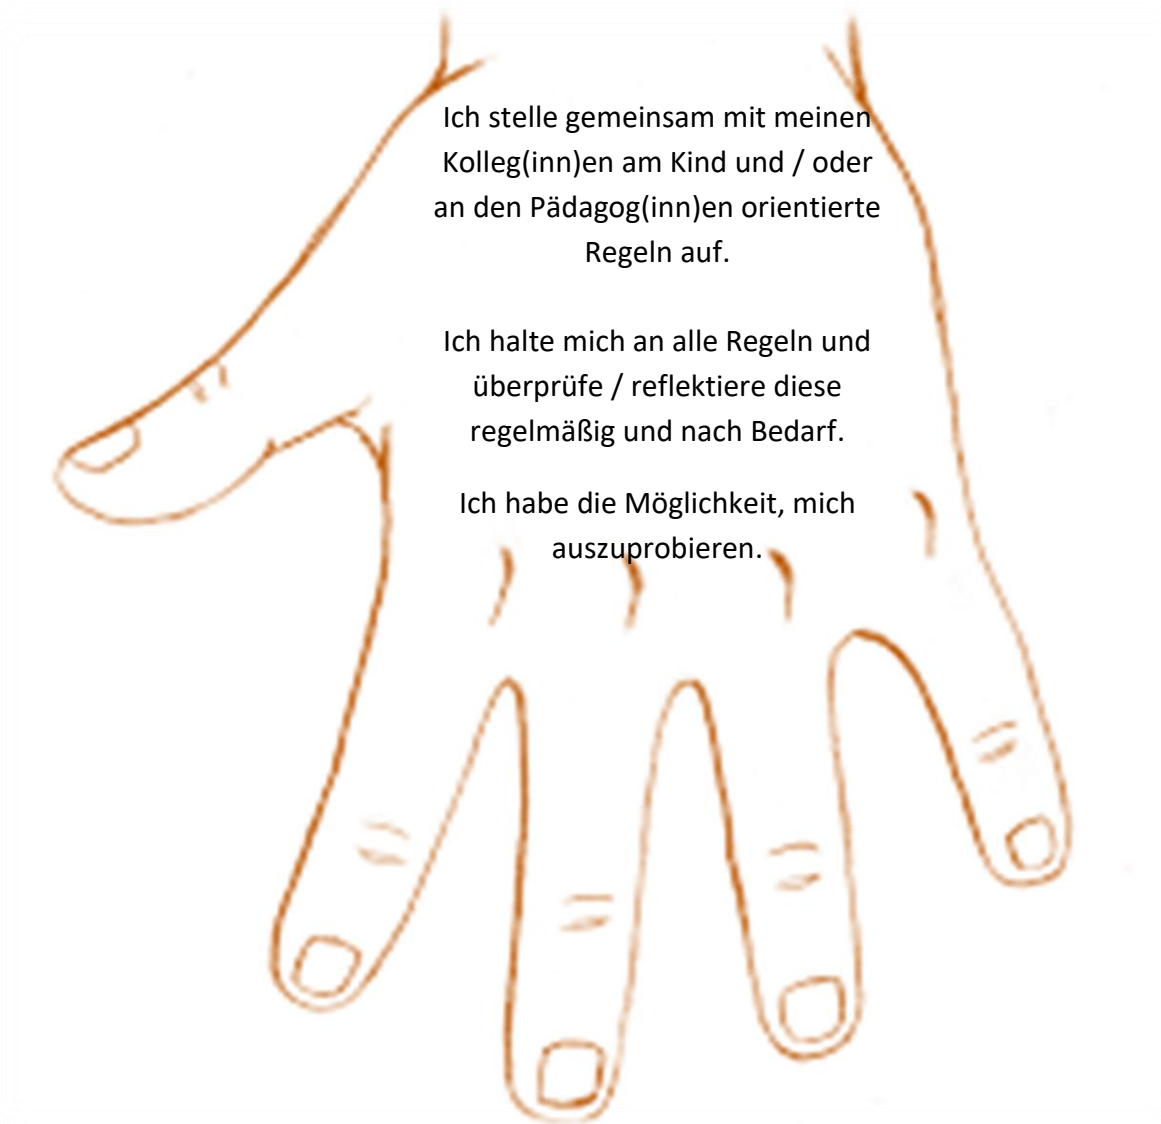 Ich stelle gemeinsam mit meinen
Kolleg(inn)en am Kind und / oder
an den Pädagog(inn)en orientierte
Regeln auf.
Ich halte mich an alle Regeln und
überprüfe / reflektiere diese
regelmäßig und nach Bedarf.
Ich habe die Möglichkeit, mich
auszuprobieren.